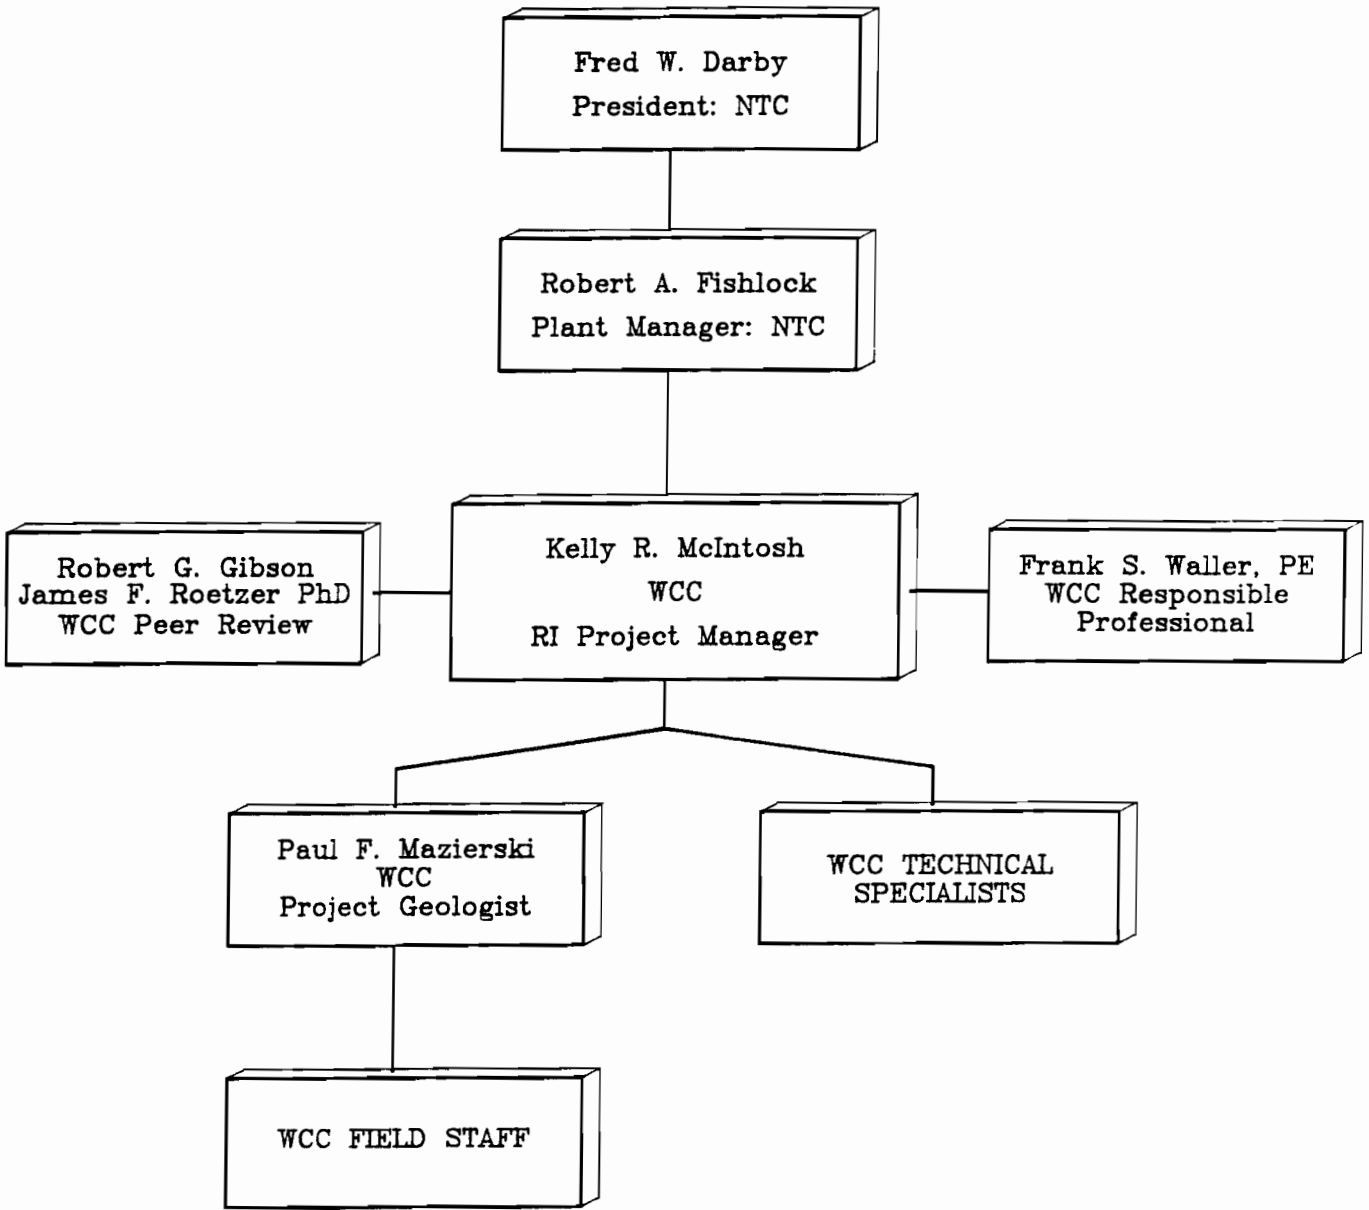 Fred W. Darby
President: NTC
Robert A. Fishlock
Plant Manager: NTC
Robert G. Gibson
James F. Roetzer PhD
WCC Peer Review
Kelly R. McIntosh
WCC
RI Project Manager
Frank S. Waller, PE
WCC Responsible
Professional
Paul F. Mazierski
WCC
Project Geologist
WCC TECHNICAL
SPECIALISTS
WCC FIELD STAFF